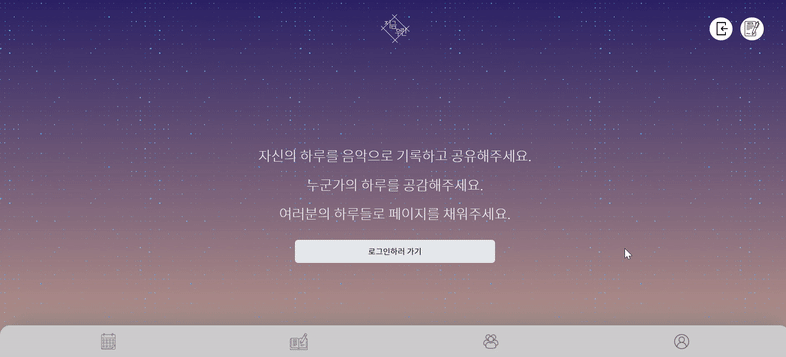 자신의 하루를 음악으로 기록하고 공유해주세요.
누군가의 하루를 공감해주세요.
여러분의 하루들로 페이지를 채워주세요.
로그인하러 가기